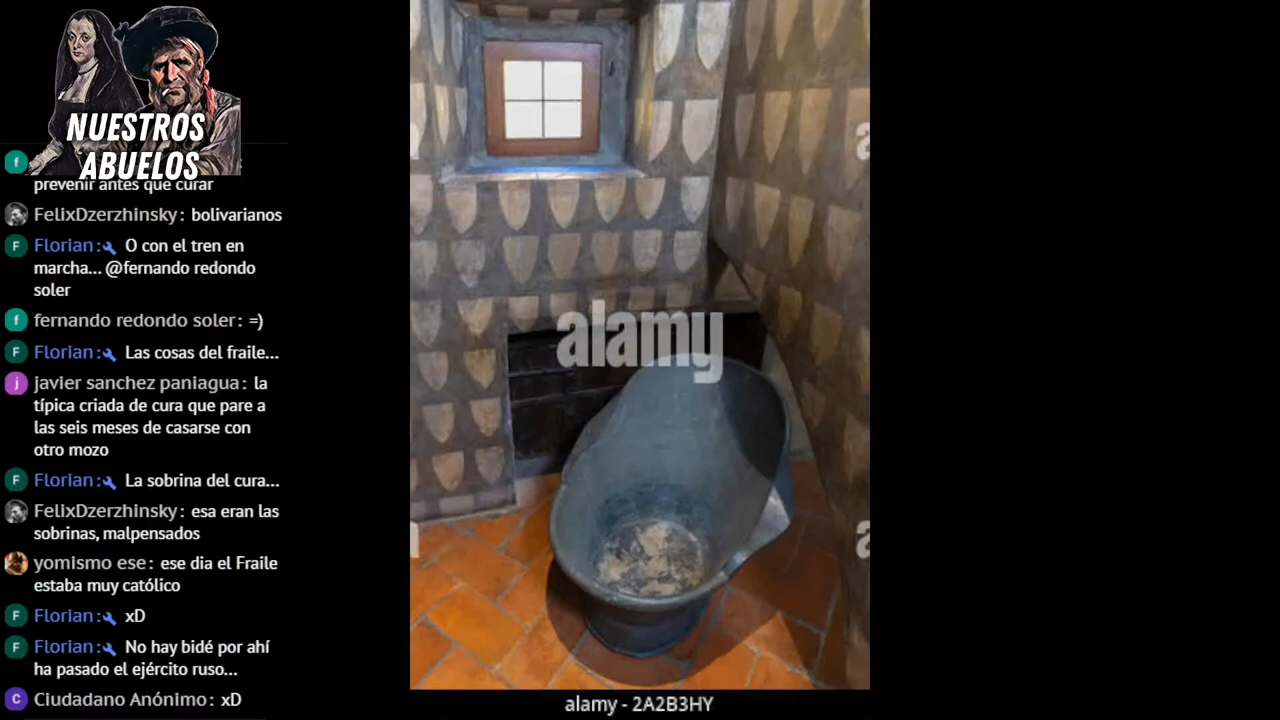 NUESTROS
ABUELOS
prevenir antes que curar
FelixDzerzhinsky: bolivarianos
Florian: O con el tren en
marcha... @fernando redondo
soler
fernando redondo soler: =)
Florian: Las cosas del fraile...
javier sanchez paniagua: la
típica criada de cura que pare a
las seis meses de casarse con
otro mozo
Florian: La sobrina del cura...
FelixDzerzhinsky: esa eran las
sobrinas, malpensados
yomismo ese: ese dia el Fraile
estaba muy católico
Florian: xD
Florian: No hay bidé por ahí
ha pasado el ejército ruso...
Ciudadano Anónimo: xD
alamy
a
a
alamy - 2A2B3HY